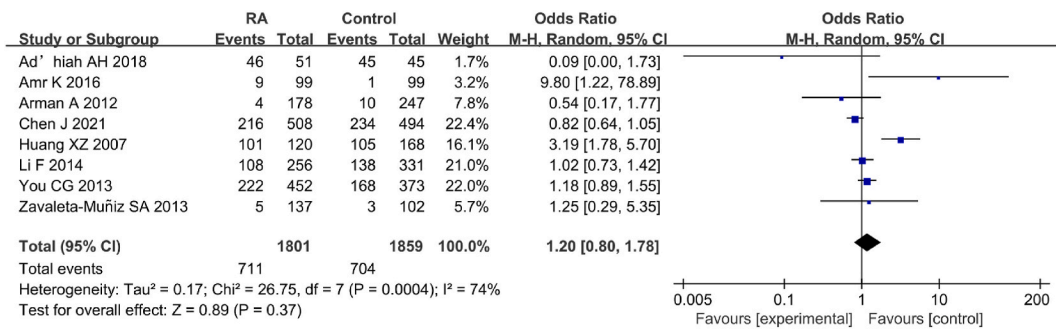 RA Control Odds Ratio Odds Ratio
Study or Subgroup Events Total Events Total Weight M-H, Random, 95% CI M-H, Random, 95% CI
Ad’hiah AH 2018 46 51 45 45 1.7% 0.09 [0.00, 1.73]
Amr K 2016 9 99 1 99 3.2% 9.80 [1.22, 78.89]
Arman A 2012 4 178 10 247 7.8% 0.54 [0.17, 1.77]
Chen J 2021 216 508 234 494 22.4% 0.82 [0.64, 1.05]
Huang XZ 2007 101 120 105 168 16.1% 3.19 [1.78, 5.70]
Li F 2014 108 256 138 331 21.0% 1.02 [0.73, 1.42]
You CG 2013 222 452 168 373 22.0% 1.18 [0.89, 1.55]
Zavaleta-Muñiz SA 2013 5 137 3 102 5.7% 1.25 [0.29, 5.35]
Total (95% CI) 1801 1859 100.0% 1.20 [0.80, 1.78]
Total events 711 704
Heterogeneity: Tau² = 0.17; Chi² = 26.75, df = 7 (P = 0.0004); I² = 74%
Test for overall effect: Z = 0.89 (P = 0.37)
0.005 0.1 1 10 200
Favours [experimental] Favours [control]